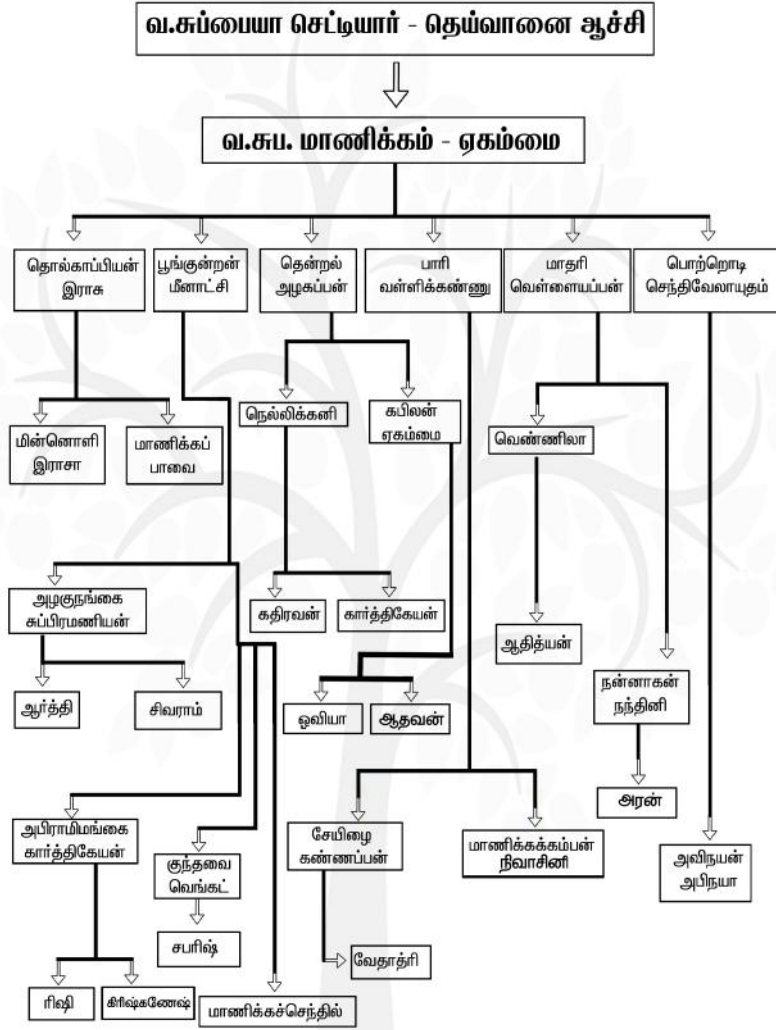 வ.சுப்பையா செட்டியார் - தெய்வானை ஆச்சி
வ.சுப. மாணிக்கம் - ஏகம்மை
தொல்காப்பியன்
இராசு
பூங்குன்றன்
மீனாட்சி
தென்றல்
அழகப்பன்
பாரி
வள்ளிக்கண்ணு
மாதரி
வெள்ளையப்பன்
பொற்றொடி
செந்திவேலாயுதம்
மின்னொளி
இராசா
மாணிக்கப்
பாவை
நெல்லிக்கனி
கபிலன்
ஏகம்மை
வெண்ணிலா
அழகுநங்கை
சுப்பிரமணியன்
கதிரவன்
கார்த்திகேயன்
ஆதித்யன்
ஆர்த்தி
சிவராம்
ஓவியா
ஆதவன்
நன்னாகன்
நந்தினி
அரன்
அபிராமிமங்கை
கார்த்திகேயன்
குந்தவை
வெங்கட்
சேயிழை
கண்ணப்பன்
மாணிக்கக்கம்பன்
நிவாசினி
அவிநயன்
அபிநயா
சபரிஷ்
வேதாத்ரி
ரிஷி
கிரிஷ்கணேஷ்
மாணிக்கச்செந்தில்